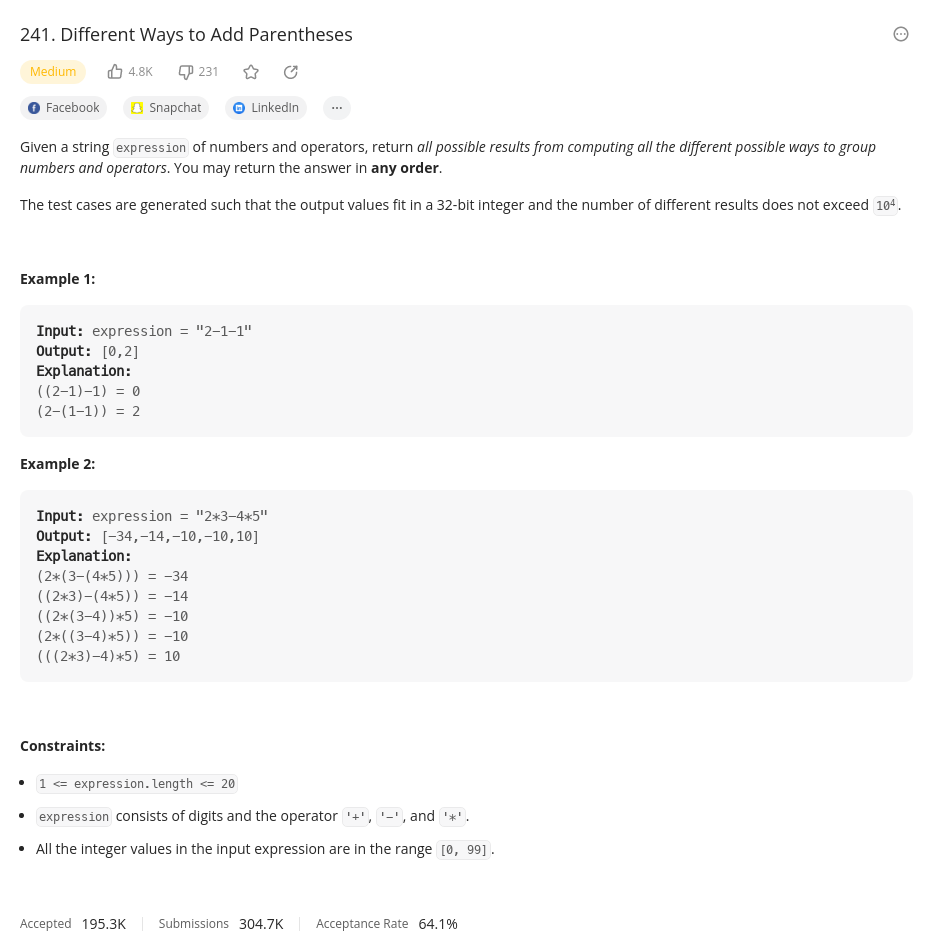 241. Different Ways to Add Parentheses
Medium 4.8K 231
Facebook Snapchat LinkedIn ...
Given a string expression of numbers and operators, return all possible results from computing all the different possible ways to group
numbers and operators. You may return the answer in any order.
The test cases are generated such that the output values fit in a 32-bit integer and the number of different results does not exceed 10⁴.
Example 1:
Input: expression = "2-1-1"
Output: [0,2]
Explanation:
((2-1)-1) = 0
(2-(1-1)) = 2
Example 2:
Input: expression = "2*3-4*5"
Output: [-34,-14,-10,-10,10]
Explanation:
(2*(3-(4*5))) = -34
((2*3)-(4*5)) = -14
((2*(3-4))*5) = -10
(2*((3-4)*5)) = -10
(((2*3)-4)*5) = 10
Constraints:
• 1 <= expression.length <= 20
• expression consists of digits and the operator '+', '-', and '*'.
• All the integer values in the input expression are in the range [0, 99].
Accepted 195.3K Submissions 304.7K Acceptance Rate 64.1%